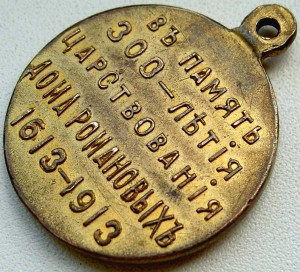 ВЪ ПАМЯТЬ
300-ЛѢТІЯ
ЦАРСТВОВАНІЯ
ДОМА РОМАНОВЫХЪ
1613-1913